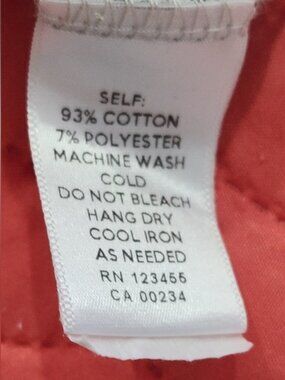 SELF:
93% COTTON
7% POLYESTER
MACHINE WASH
COLD
DO NOT BLEACH
HANG DRY
COOL IRON
AS NEEDED
RN 123455
CA 00234